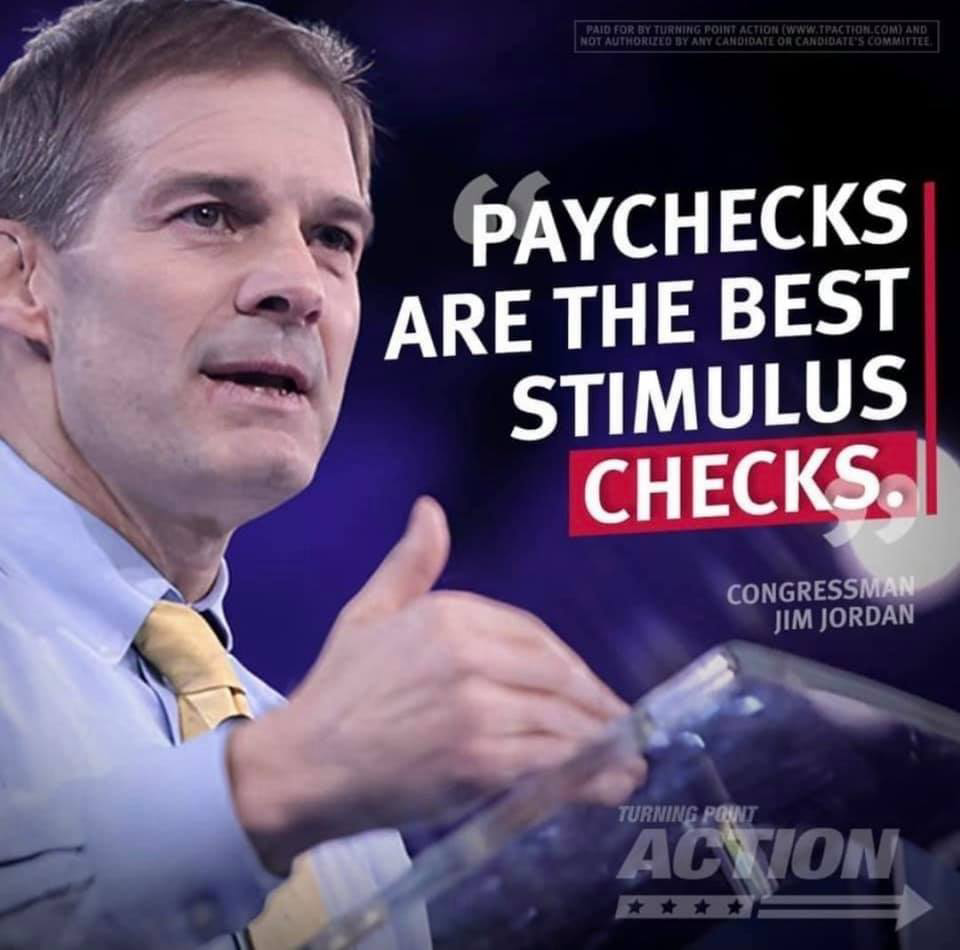 PAID FOR BY TURNING POINT ACTION (WWW.TPACTION.COM) AND
NOT AUTHORIZED BY ANY CANDIDATE OR CANDIDATE'S COMMITTEE.
“PAYCHECKS
ARE THE BEST
STIMULUS
CHECKS.”
CONGRESSMAN
JIM JORDAN
TURNING POINT
ACTION